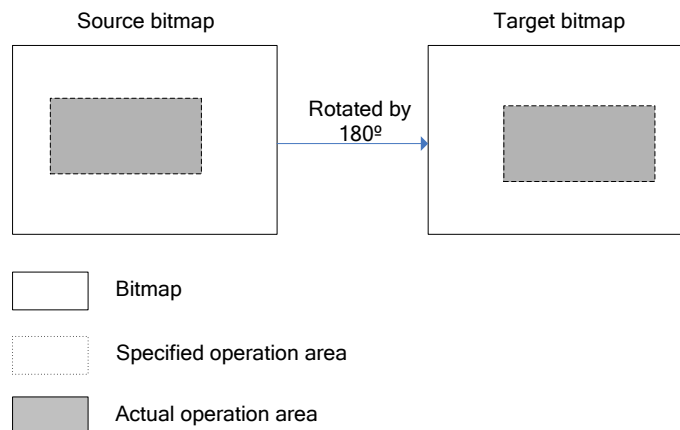 Source bitmap
Target bitmap
Rotated by
180º
Bitmap
Specified operation area
Actual operation area